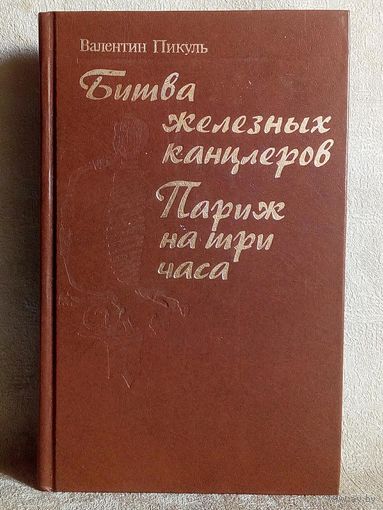 Валентин Пикуль
Битва
железных
канцлеров
Париж
на три
часа